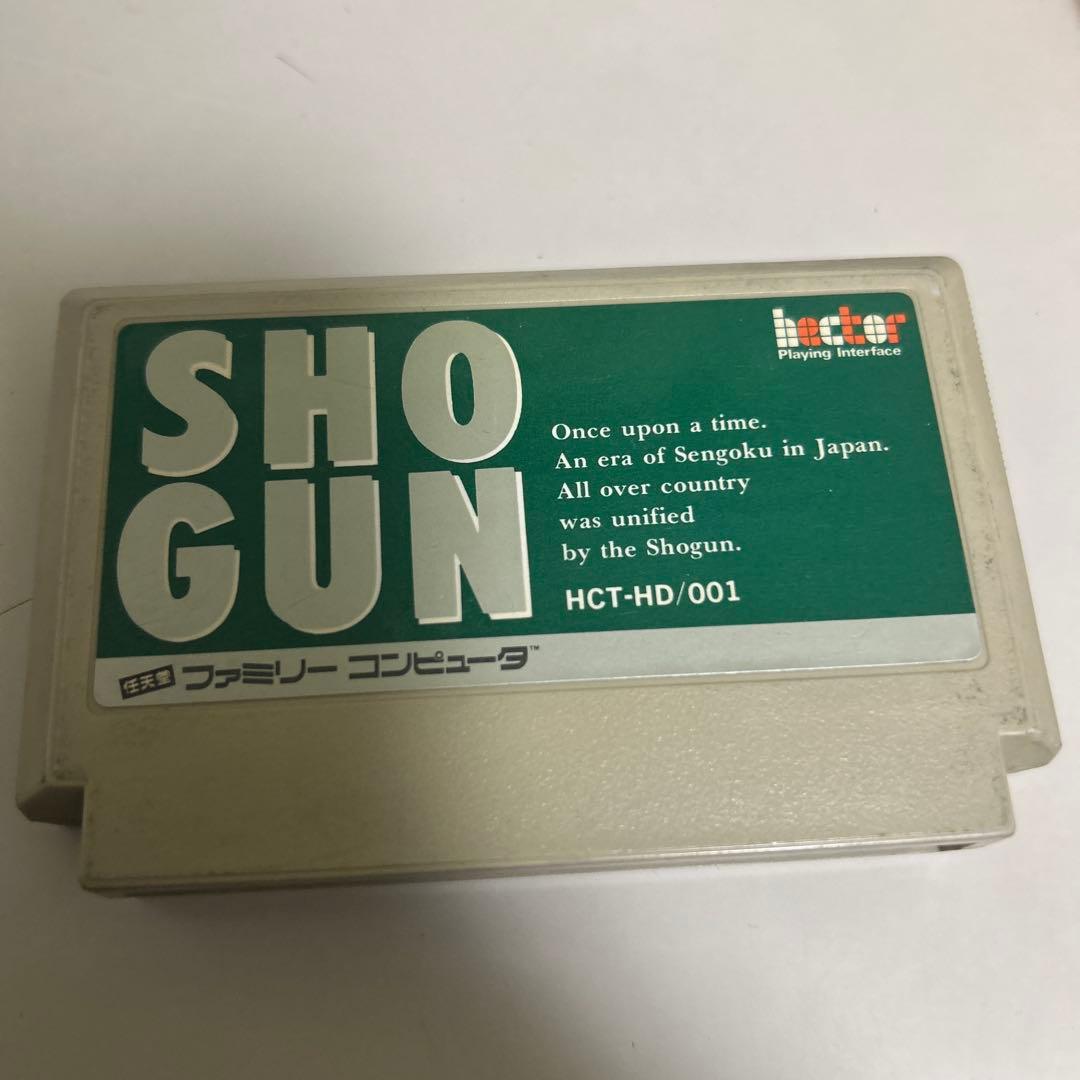 SHO
GUN
hector
Playing Interface
Once upon a time.
An era of Sengoku in Japan.
All over country
was unified
by the Shogun.
HCT-HD/001
任天堂 ファミリー コンピュータ™